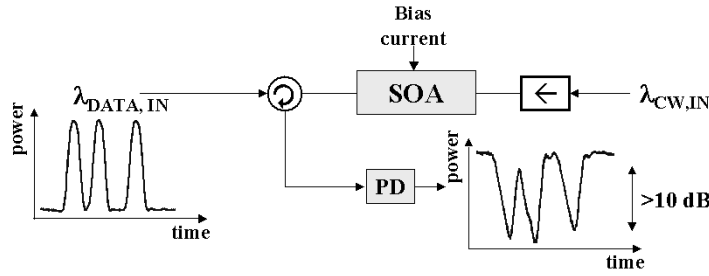 Bias
current
λDATA, IN
SOA
λCW,IN
power
time
PD
power
>10 dB
time